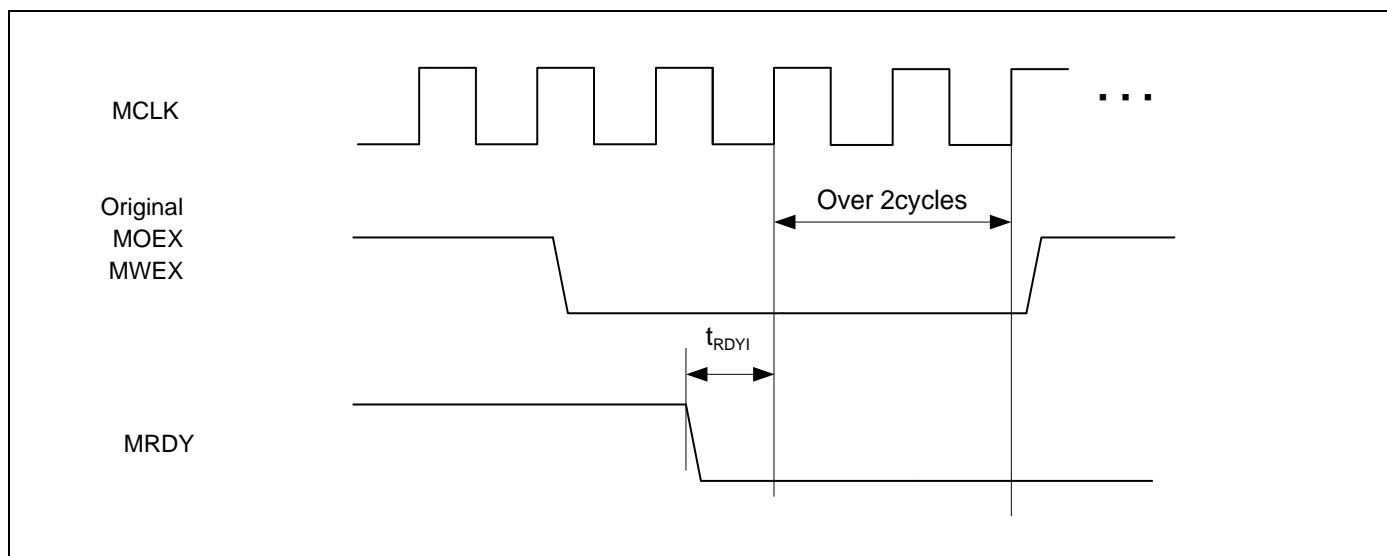 MCLK
. . .
Over 2cycles
Original
MOEX
MWEX
tRDYI
MRDY